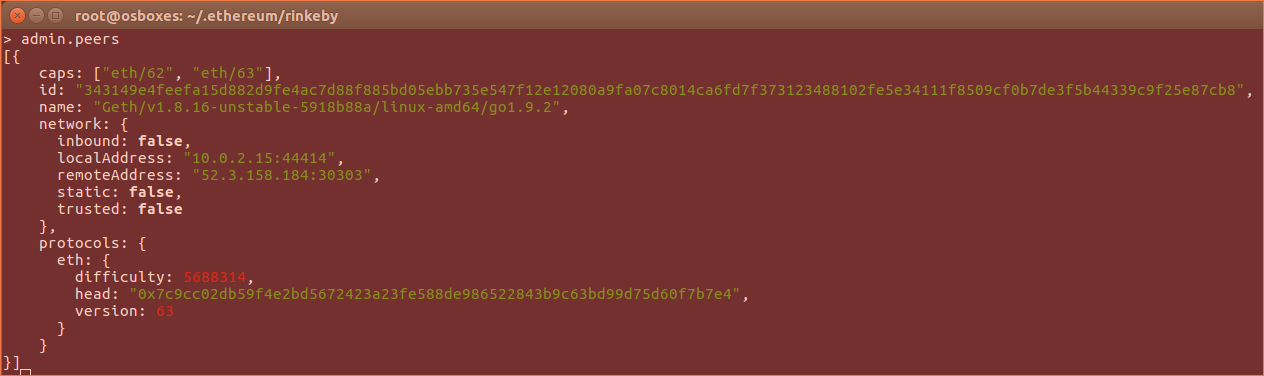 root@osboxes: ~/.ethereum/rinkeby
> admin.peers
[{
    caps: ["eth/62", "eth/63"],
    id: "343149e4feefa15d882d9fe4ac7d88f885bd05ebb735e547f12e12080a9fa07c8014ca6fd7f373123488102fe5e34111f8509cf0b7de3f5b44339c9f25e87cb8",
    name: "Geth/v1.8.16-unstable-5918b88a/linux-amd64/go1.9.2",
    network: {
      inbound: false,
      localAddress: "10.0.2.15:44414",
      remoteAddress: "52.3.158.184:30303",
      static: false,
      trusted: false
    },
    protocols: {
      eth: {
        difficulty: 5688314,
        head: "0x7c9cc02db59f4e2bd5672423a23fe588de986522843b9c63bd99d75d60f7b7e4",
        version: 63
      }
    }
}]